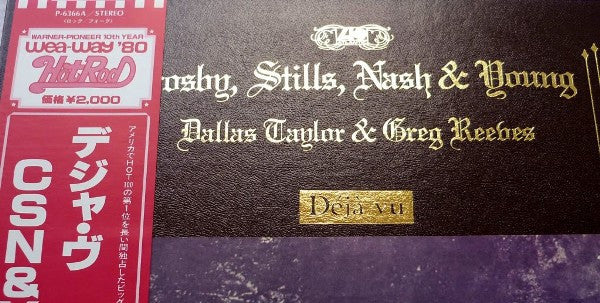 P-6366A／STEREO
（ロック／フォーク）
WARNER-PIONEER 10th YEAR
wea-way '80
Hot Rod
価格 ¥2,000
デジャ・ヴ
CSN&
アメリカでHOT 100の第1位を長い間独占したビッグ
rosby, Stills, Nash & Young
Dallas Taylor & Greg Reeves
Deja vu